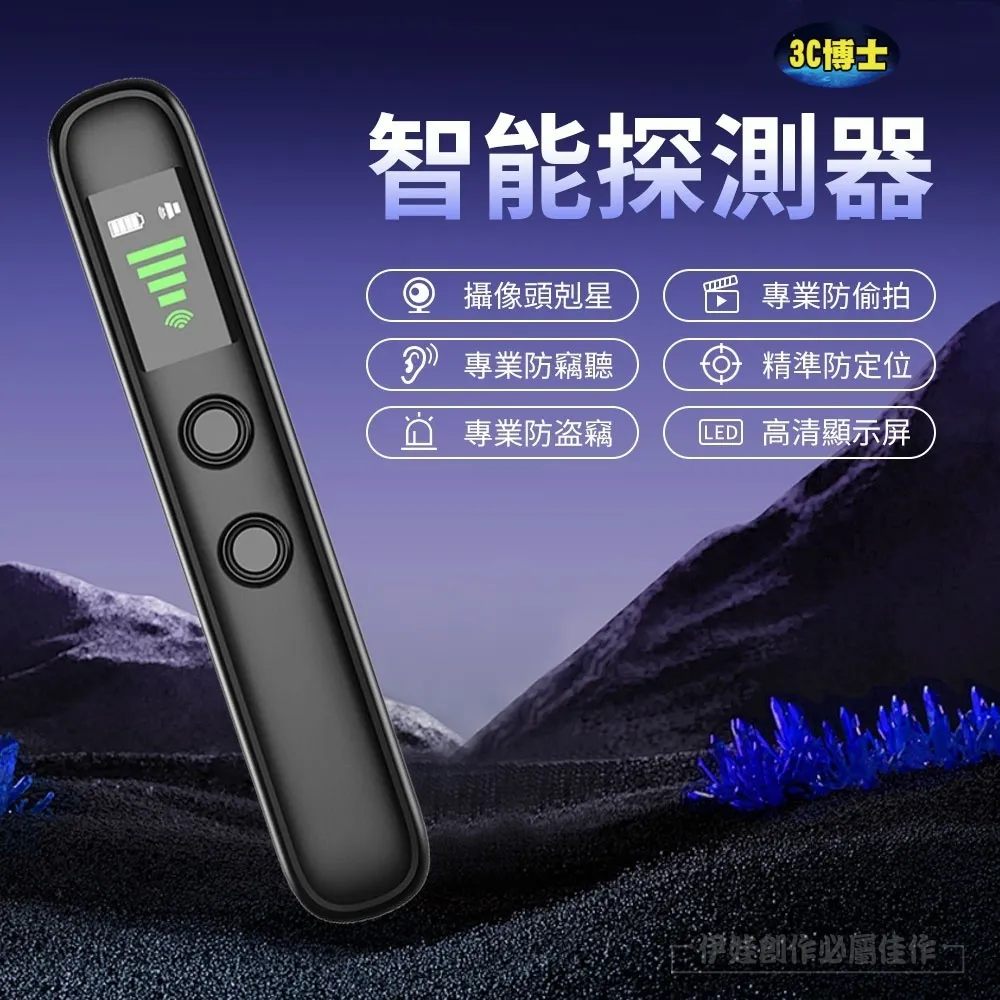 3C博士
智能探測器
攝像頭剋星
專業防偷拍
專業防竊聽
精準防定位
專業防盜竊
LED 高清顯示屏
伊娃創作必屬佳作